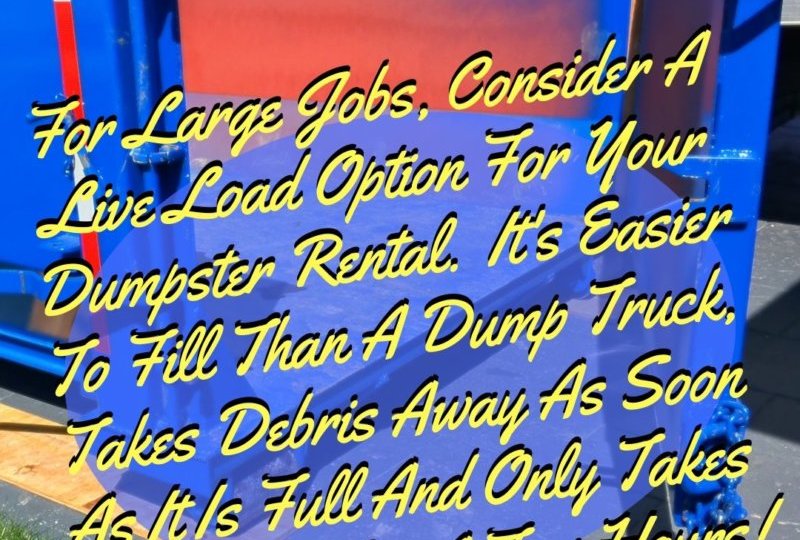 For Large Jobs, Consider A
Live Load Option For Your
Dumpster Rental. It's Easier
To Fill Than A Dump Truck,
Takes Debris Away As Soon
As It Is Full And Only Takes
Hours!